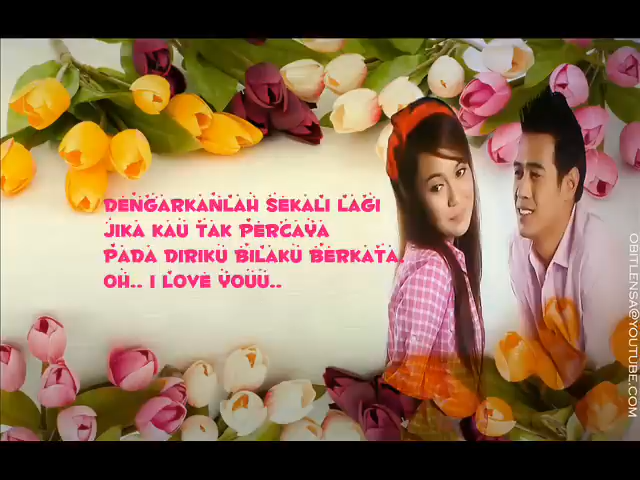 DENGARKANLAH SEKALI LAGI
JIKA KAU TAK PERCAYA
PADA DIRIKU BILAKU BERKATA.
OH.. I LOVE YOUU..
OBITLENSA@YOUTUBE.COM